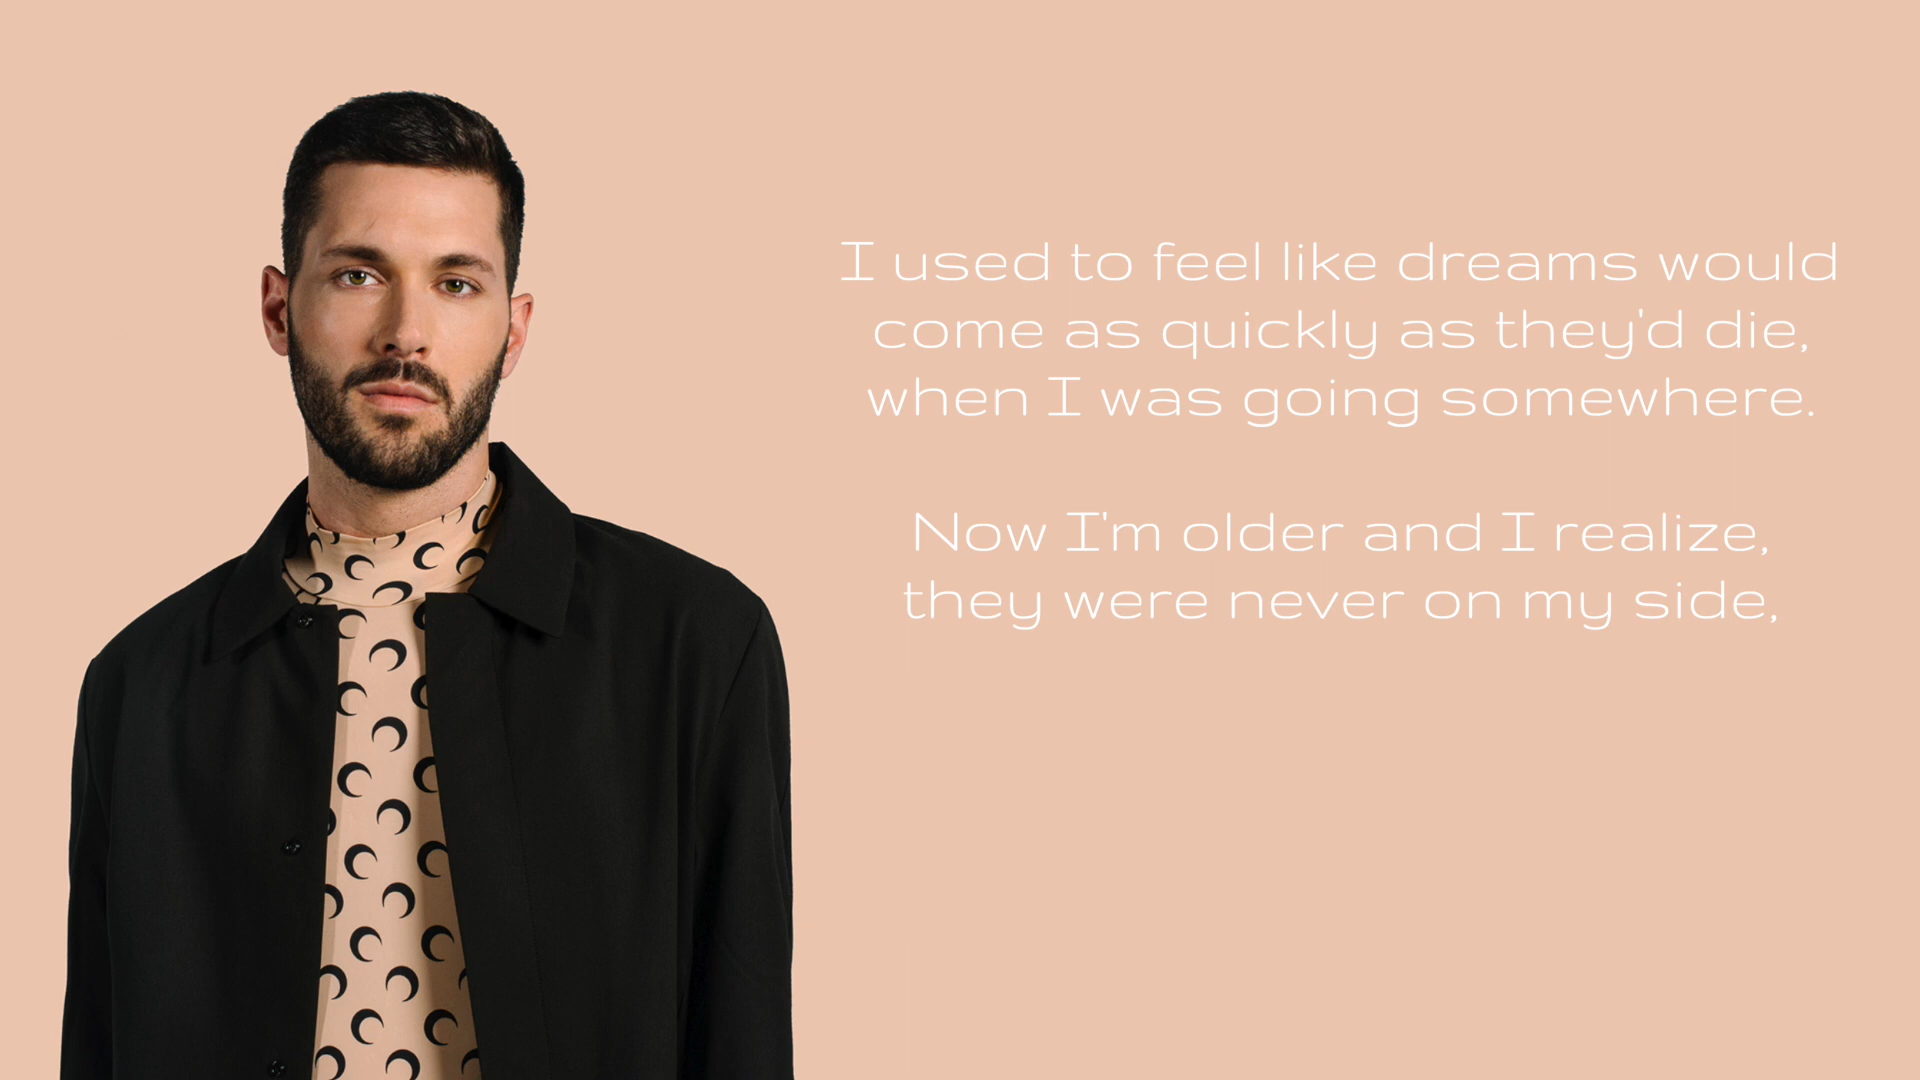 I used to feel like dreams would
come as quickly as they'd die,
when I was going somewhere.
Now I'm older and I realize,
they were never on my side,